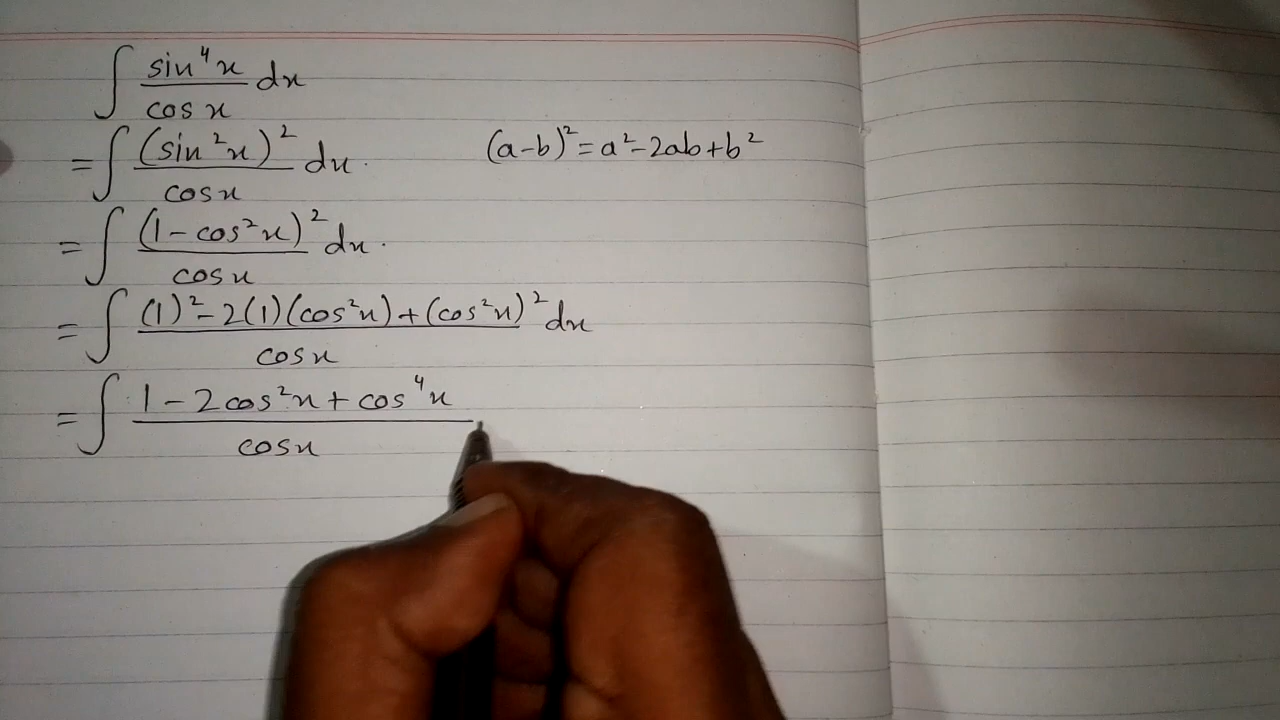 ∫ sin⁴x / cos x dx
= ∫ (sin²x)² / cosx dx.
(a-b)² = a² - 2ab + b²
= ∫ (1 - cos²x)² / cosx dx.
= ∫ (1)² - 2(1)(cos²x) + (cos²x)² / cosx dx
= ∫ 1 - 2cos²x + cos⁴x / cosx